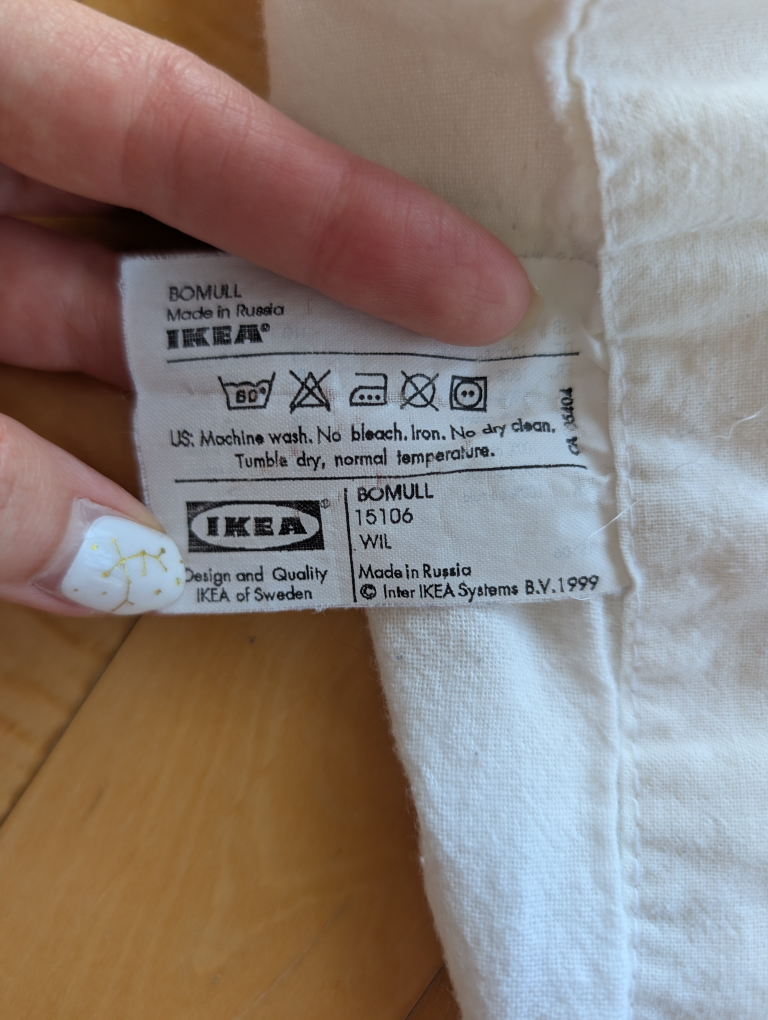 BOMULL
Made in Russia
IKEA®
60°
US: Machine wash. No bleach. Iron. No dry clean.
Tumble dry, normal temperature.
IKEA®
Design and Quality
IKEA of Sweden
BOMULL
15106
WIL
Made in Russia
© Inter IKEA Systems B.V. 1999